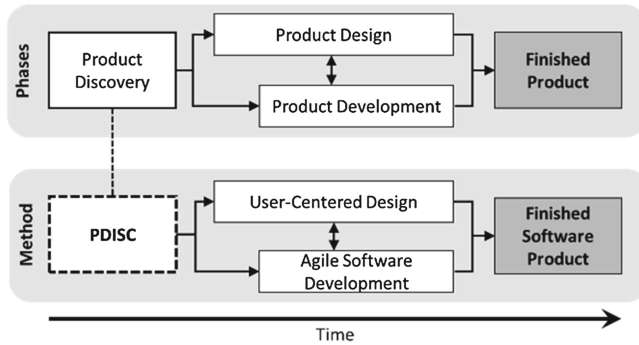 Phases
Product
Discovery
Product Design
Product Development
Finished
Product
Method
PDISC
User-Centered Design
Agile Software
Development
Finished
Software
Product
Time